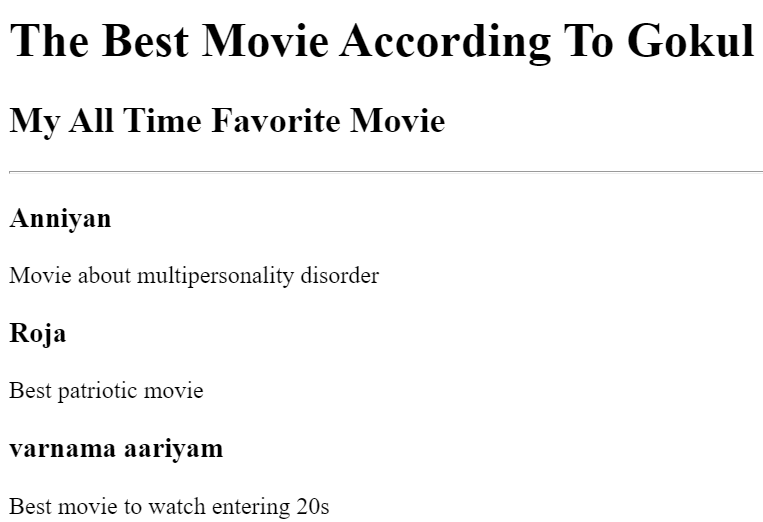 The Best Movie According To Gokul
My All Time Favorite Movie
Anniyan
Movie about multipersonality disorder
Roja
Best patriotic movie
varnama aariyam
Best movie to watch entering 20s